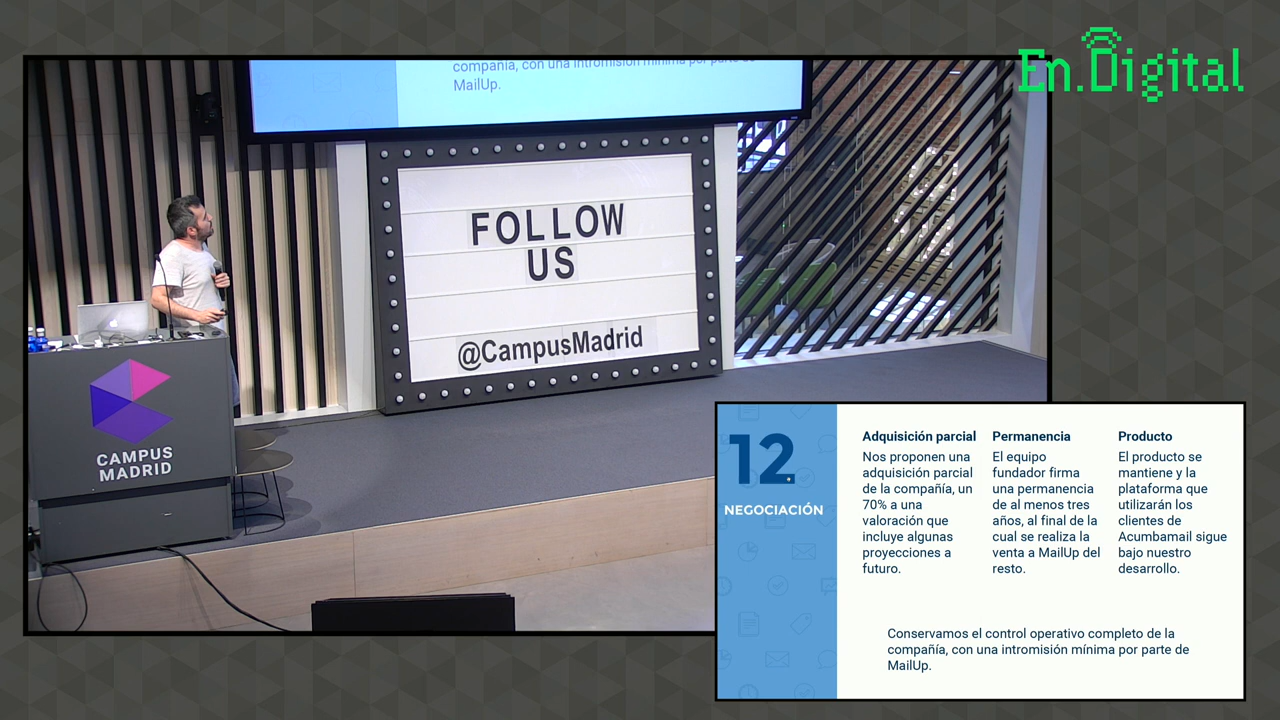 En.Digital
compañía, con una intromisión mínima por parte de
MailUp.
FOLLOW
US
@CampusMadrid
CAMPUS
MADRID
12
NEGOCIACIÓN
Adquisición parcial
Nos proponen una
adquisición parcial
de la compañía, un
70% a una
valoración que
incluye algunas
proyecciones a
futuro.
Permanencia
El equipo
fundador firma
una permanencia
de al menos tres
años, al final de la
cual se realiza la
venta a MailUp del
resto.
Producto
El producto se
mantiene y la
plataforma que
utilizarán los
clientes de
Acumbamail sigue
bajo nuestro
desarrollo.
Conservamos el control operativo completo de la
compañía, con una intromisión mínima por parte de
MailUp.